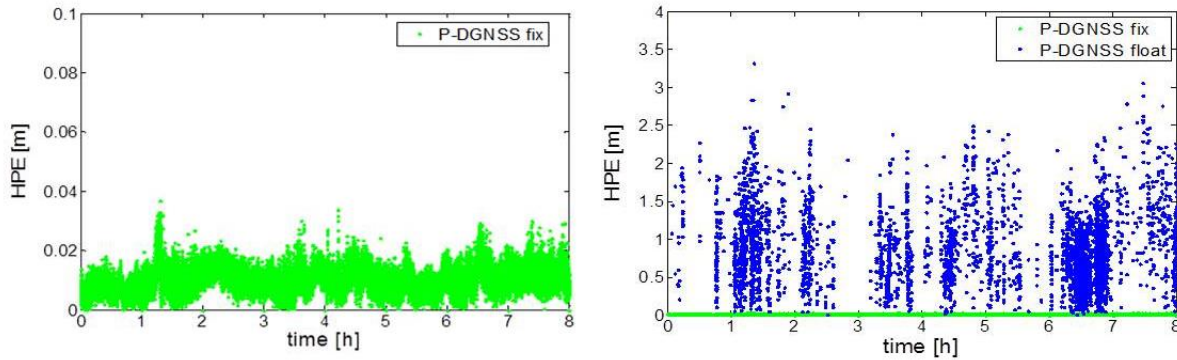 0.1
P-DGNSS fix
0.08
0.06
HPE [m]
0.04
0.02
0
0 1 2 3 4 5 6 7 8
time [h]
4
P-DGNSS fix
P-DGNSS float
3.5
3
2.5
HPE [m]
2
1.5
1
0.5
0
0 1 2 3 4 5 6 7 8
time [h]